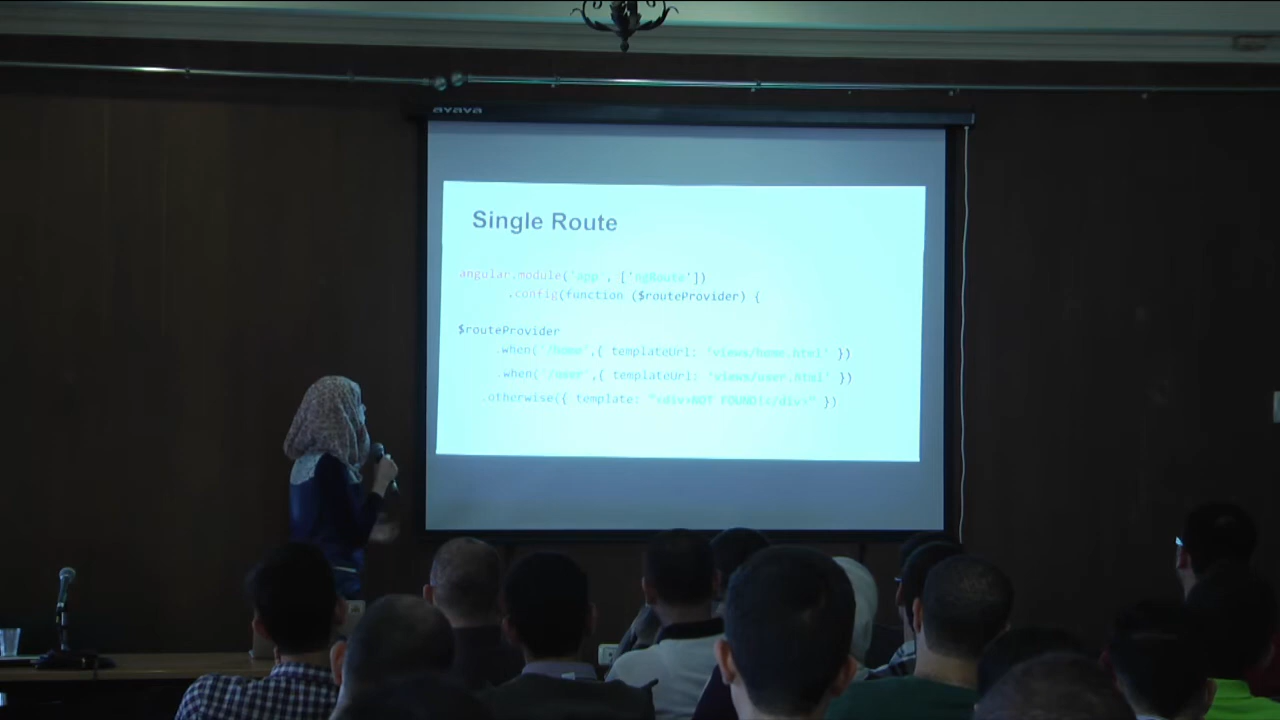 AVAYA
Single Route
angular.module('app', ['ngRoute'])
.config(function ($routeProvider) {
$routeProvider
.when('/home',{ templateUrl: 'views/home.html' })
.when('/user',{ templateUrl: 'views/user.html' })
.otherwise({ template: "<div>NOT FOUND!</div>" })